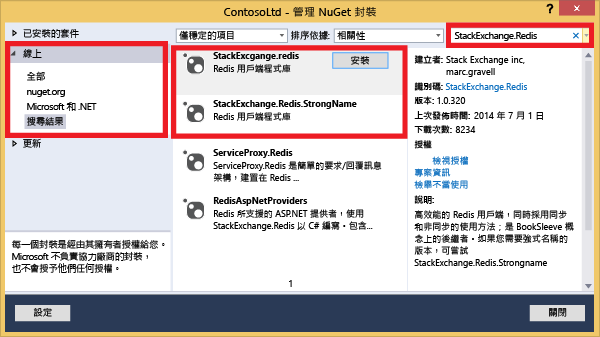 ContosoLtd - 管理 NuGet 封裝
? ×
已安裝的套件
線上
全部
nuget.org
Microsoft 和 .NET
搜尋結果
更新
每一個封裝是經由其擁有者授權給您。
Microsoft 不負責協力廠商的封裝，
也不會授予他們任何授權。
僅穩定的項目
排序依據:
相關性
StackExcgange.redis
Redis 用戶端程式庫
安裝
StackExchange.Redis.StrongName
Redis 用戶端程式庫
ServiceProxy.Redis
ServiceProxy.Redis 是簡單的要求/回覆訊息
架構，建置在 Redis ...
RedisAspNetProviders
Redis 所支援的 ASP.NET 提供者，使用
StackExchange.Redis 以 C# 編寫。包含...
1
StackExchange.Redis
建立者: Stack Exchange inc,
marc.gravell
識別碼: StackExchange.Redis
版本: 1.0.320
上次發佈時間: 2014 年 7 月 1 日
下載次數: 8234
授權
檢視授權
專案資訊
檢舉不當使用
說明:
高效能的 Redis 用戶端，同時採用同步
和非同步的使用方法；是 BookSleeve 概
念上的後繼者。如果您需要強式名稱的
版本，可嘗試
StackExchange.Redis.Strongname
設定
關閉